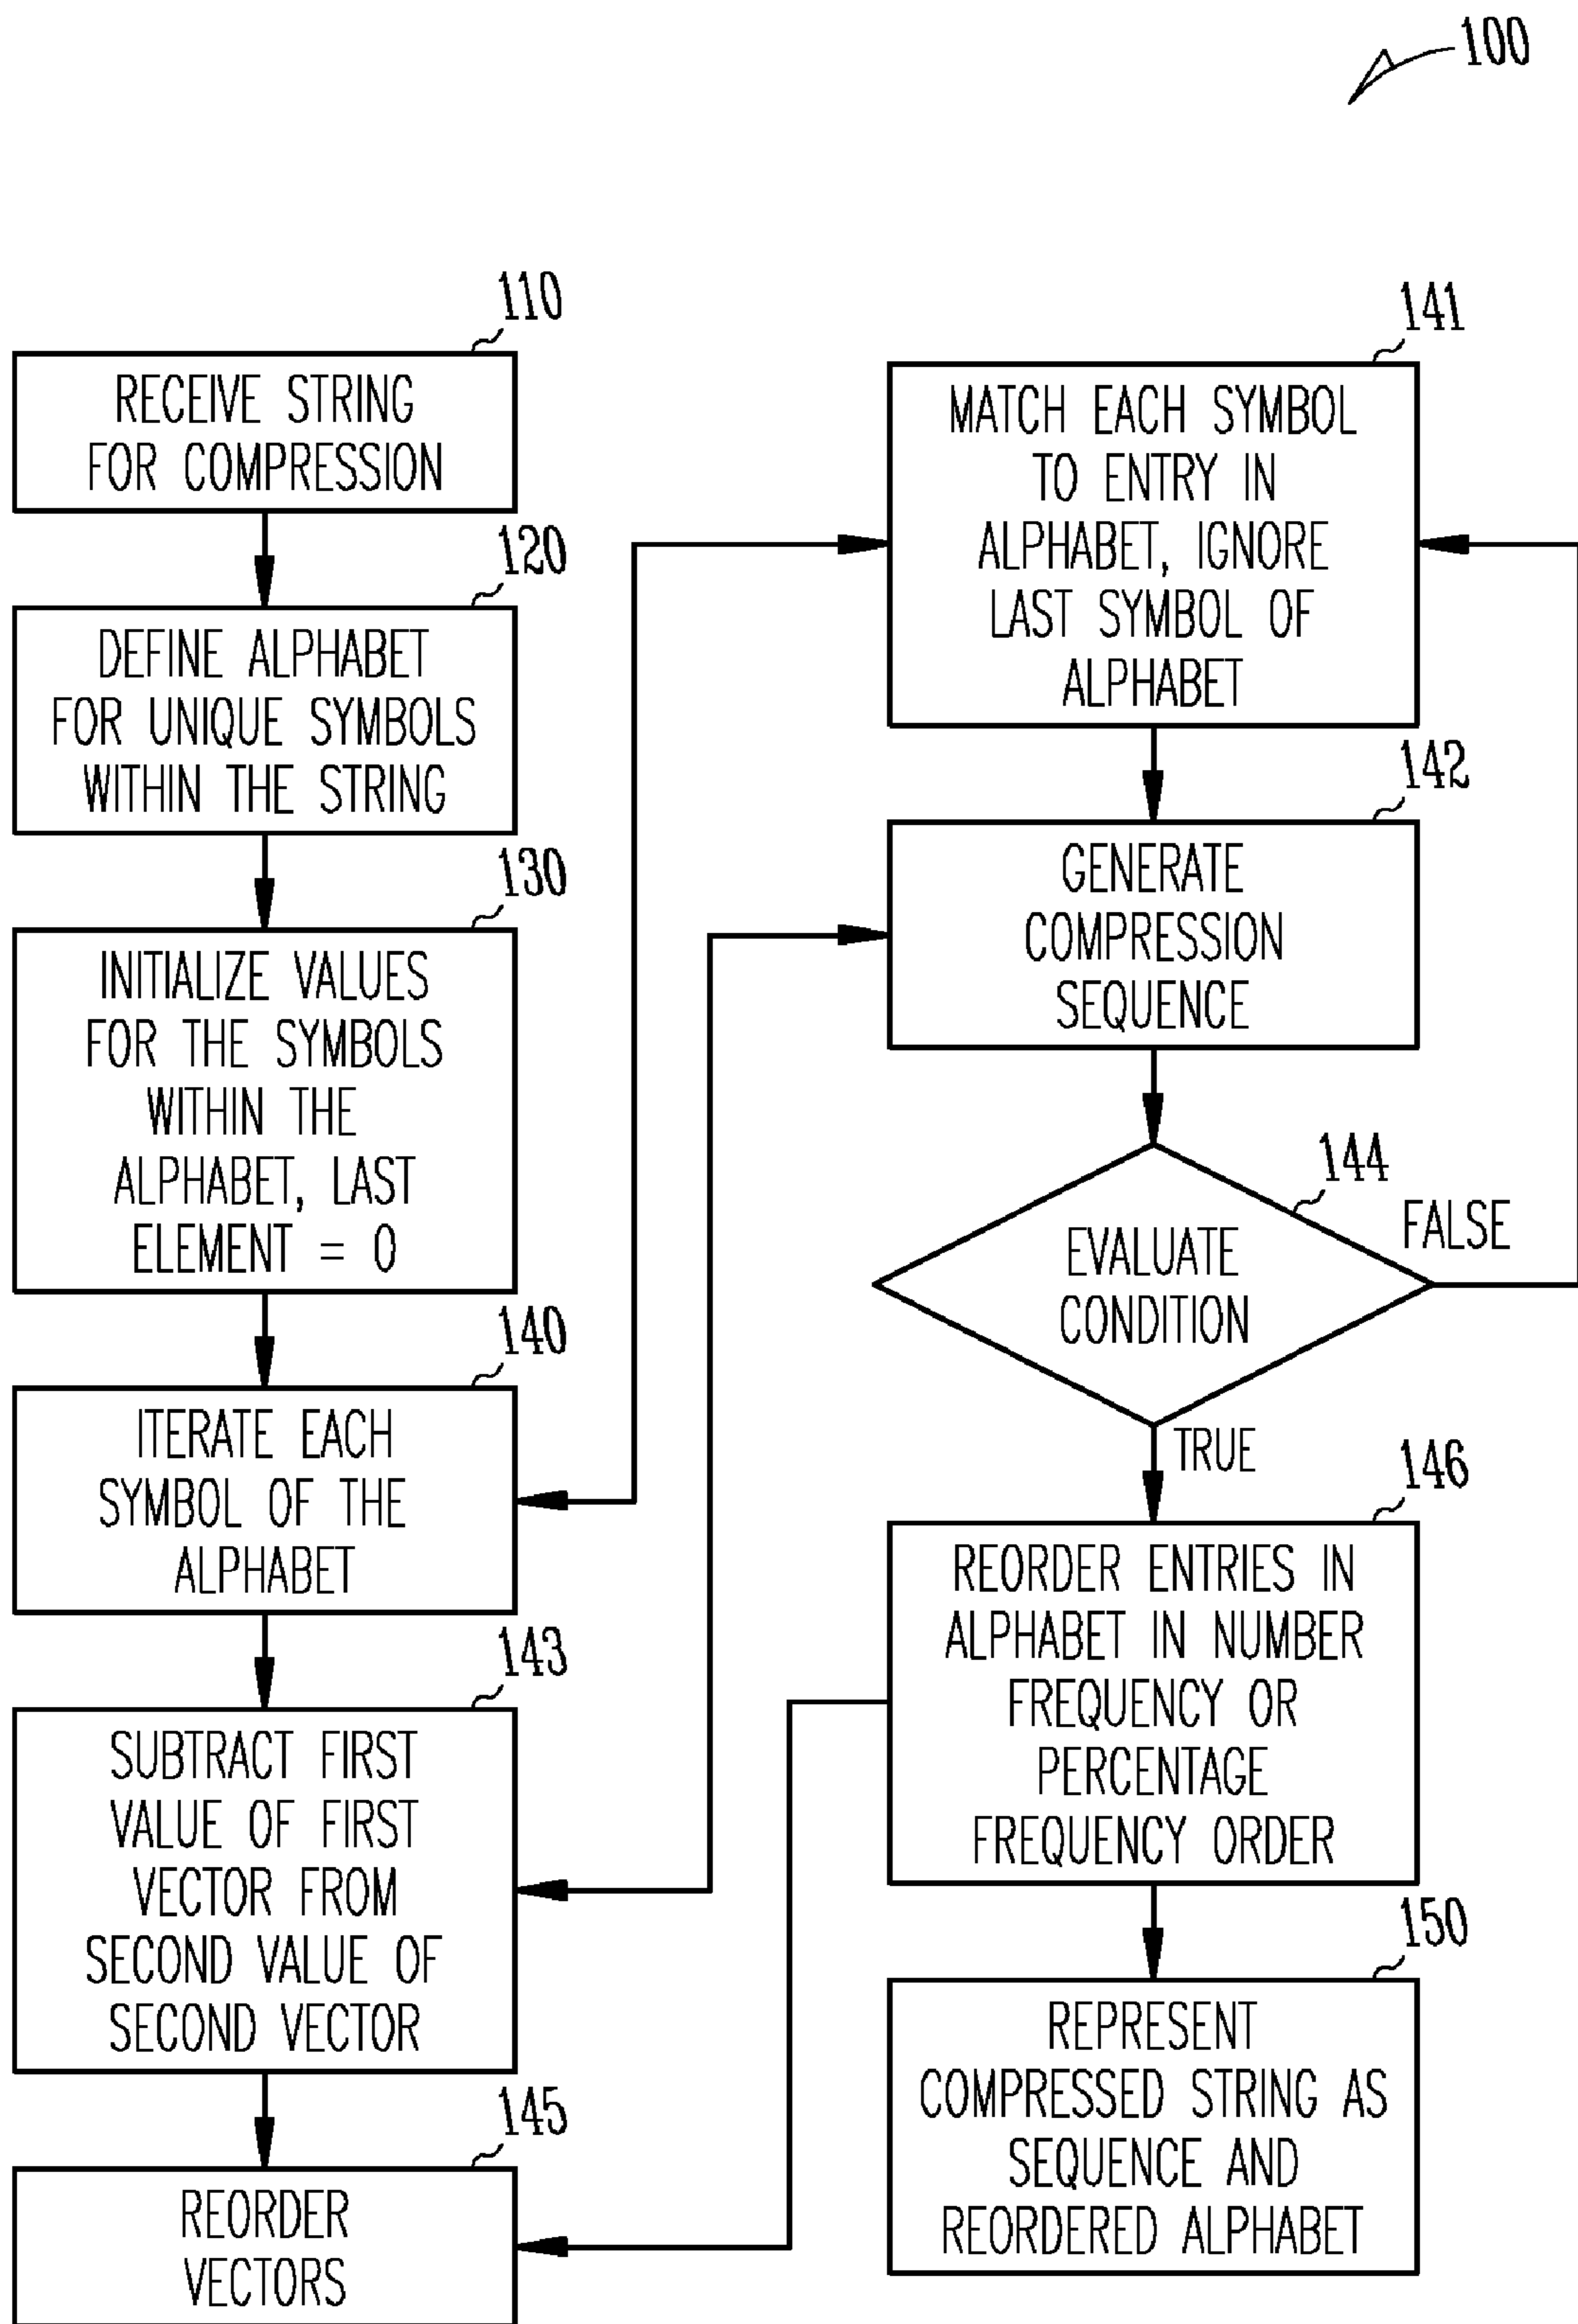 100
110
RECEIVE STRING
FOR COMPRESSION
120
DEFINE ALPHABET
FOR UNIQUE SYMBOLS
WITHIN THE STRING
130
INITIALIZE VALUES
FOR THE SYMBOLS
WITHIN THE
ALPHABET, LAST
ELEMENT = 0
140
ITERATE EACH
SYMBOL OF THE
ALPHABET
143
SUBTRACT FIRST
VALUE OF FIRST
VECTOR FROM
SECOND VALUE OF
SECOND VECTOR
145
REORDER
VECTORS
141
MATCH EACH SYMBOL
TO ENTRY IN
ALPHABET, IGNORE
LAST SYMBOL OF
ALPHABET
142
GENERATE
COMPRESSION
SEQUENCE
144
EVALUATE
CONDITION
FALSE
TRUE
146
REORDER ENTRIES IN
ALPHABET IN NUMBER
FREQUENCY OR
PERCENTAGE
FREQUENCY ORDER
150
REPRESENT
COMPRESSED STRING AS
SEQUENCE AND
REORDERED ALPHABET